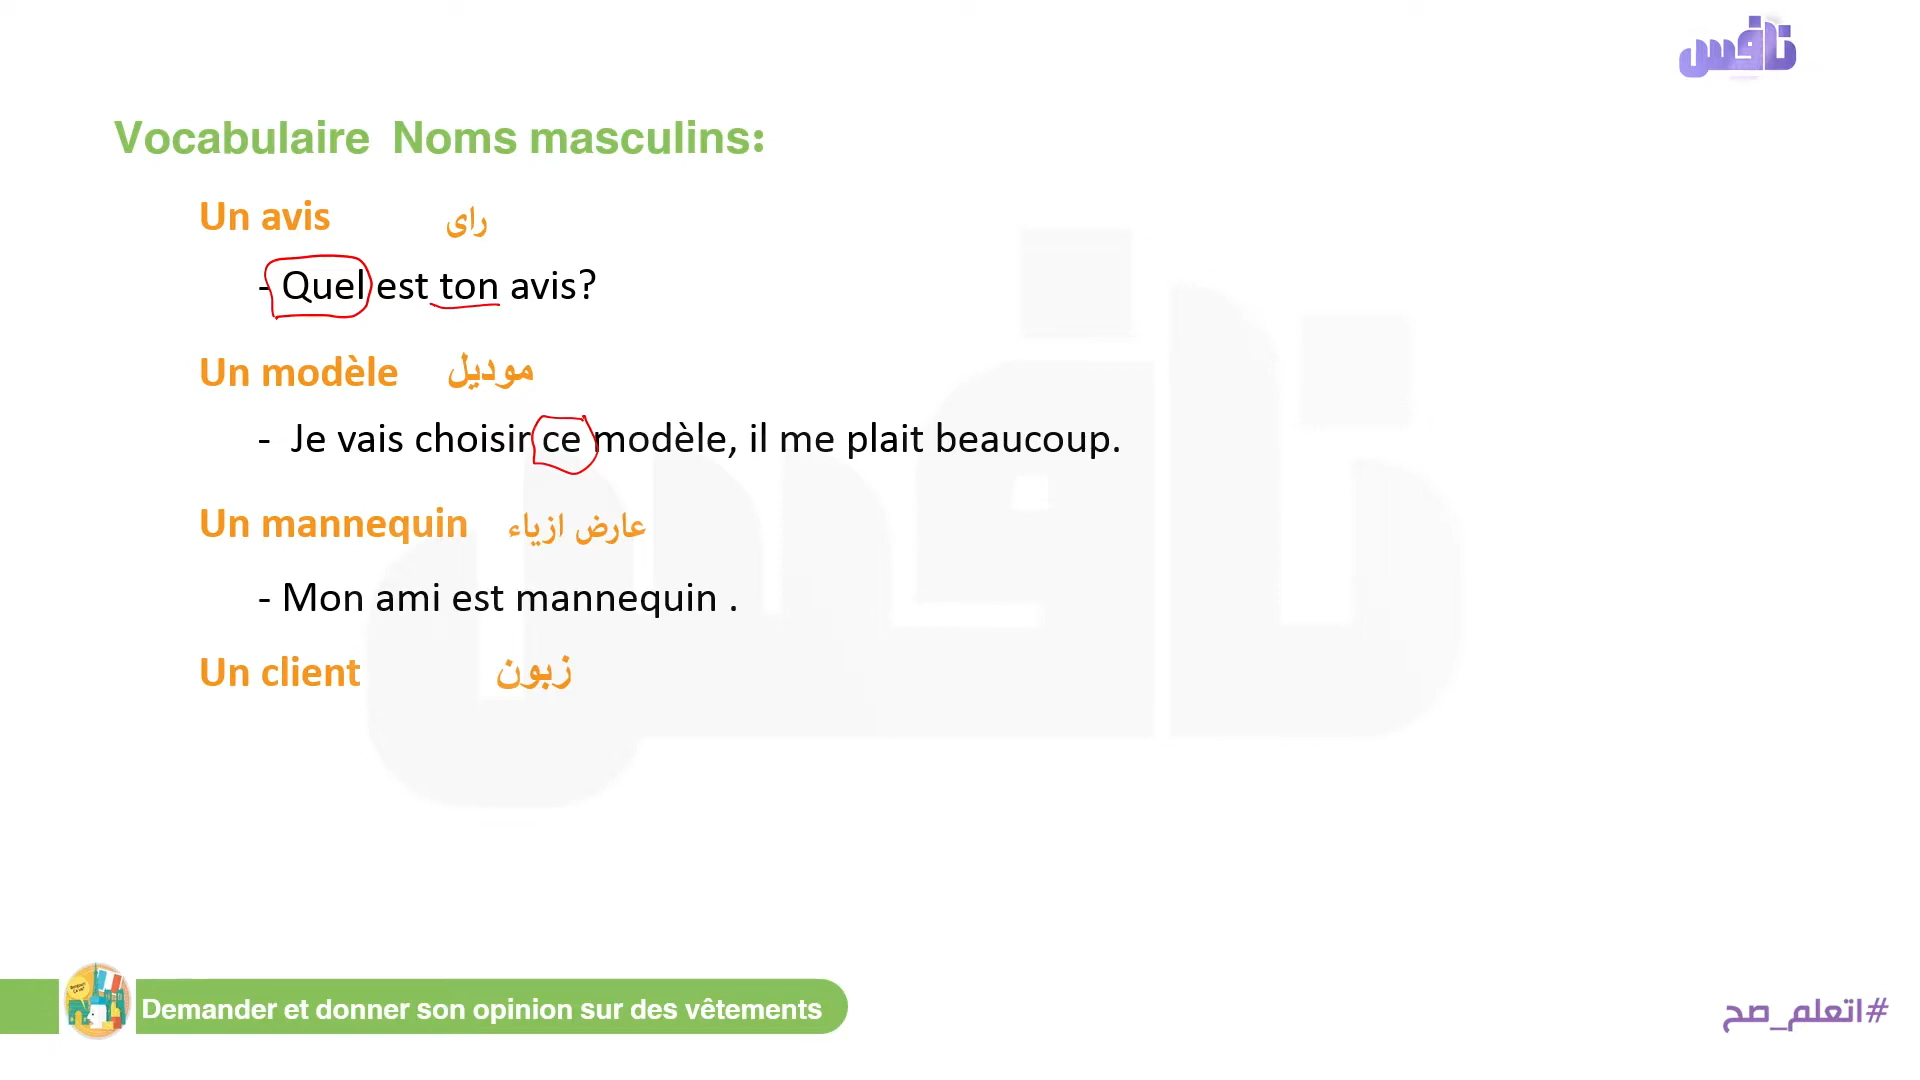 نافس
Vocabulaire Noms masculins:
Un avis راى
- Quel est ton avis?
Un modèle موديل
- Je vais choisir ce modèle, il me plait beaucoup.
Un mannequin عارض ازياء
- Mon ami est mannequin .
Un client زبون
Demander et donner son opinion sur des vêtements
#اتعلم_صح